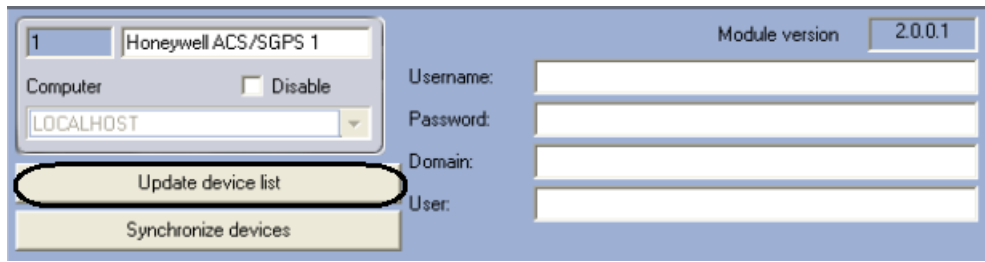 1 Honeywell ACS/SGPS 1
Computer Disable
LOCALHOST
Update device list
Synchronize devices
Module version 2.0.0.1
Username:
Password:
Domain:
User: